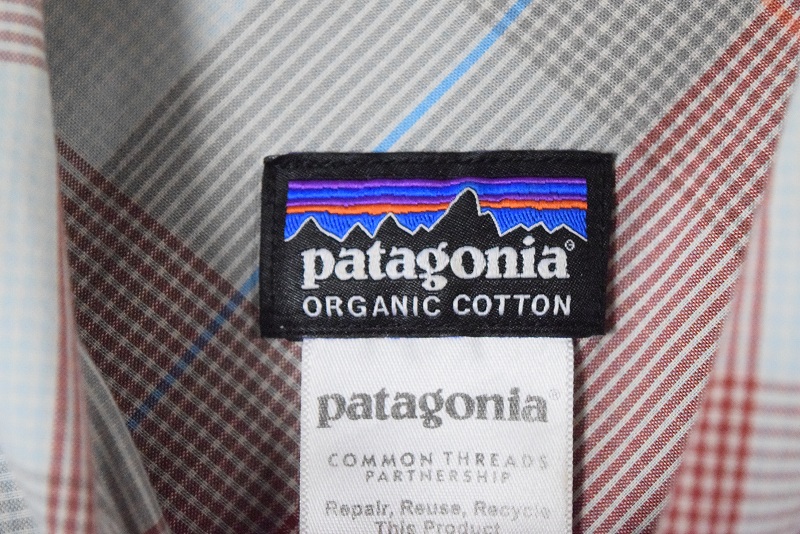 patagonia®
ORGANIC COTTON
patagonia®
COMMON THREADS
PARTNERSHIP
Repair, Reuse, Recycle
This Product